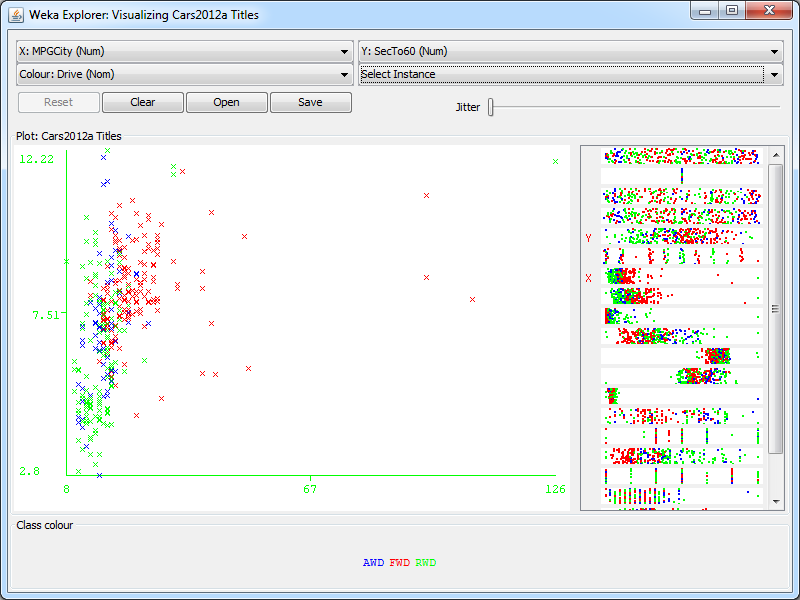 Weka Explorer: Visualizing Cars2012a Titles
X: MPGCity (Num) Y: SecTo60 (Num)
Colour: Drive (Nom) Select Instance
Reset Clear Open Save Jitter
Plot: Cars2012a Titles
12.22
Y
X
7.51
2.8
8 67 126
Class colour
AWD FWD RWD